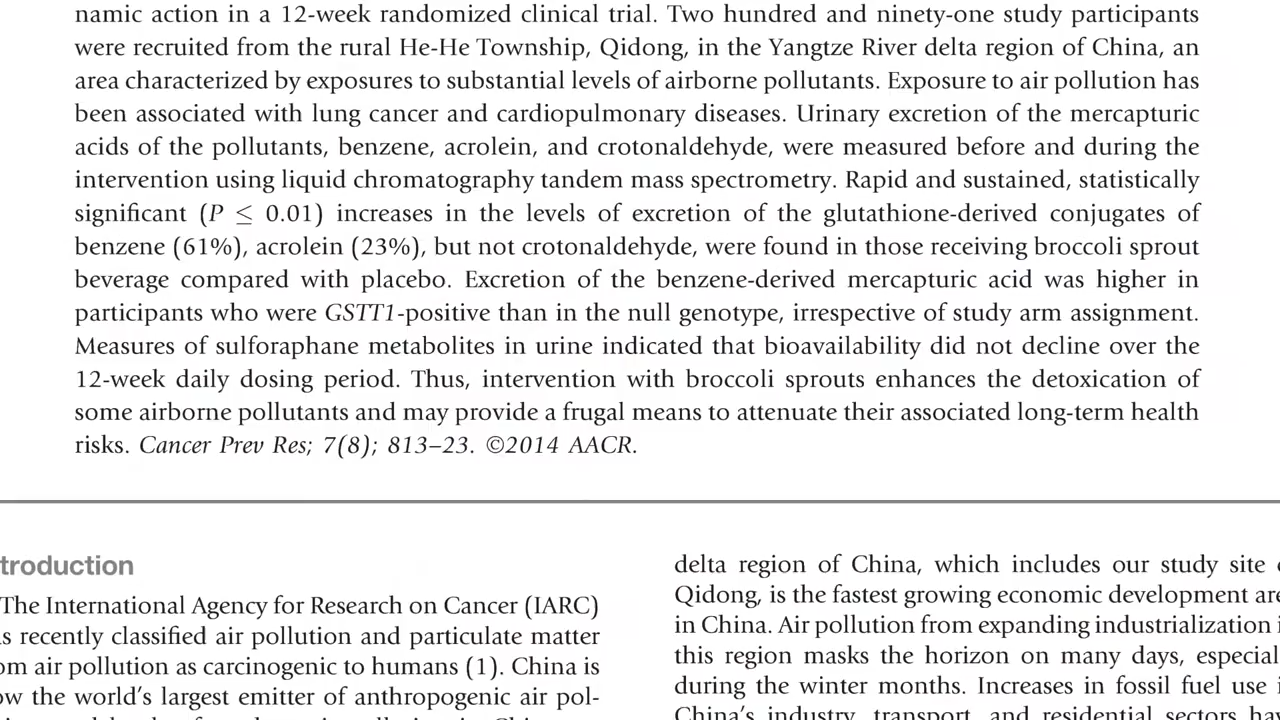 namic action in a 12-week randomized clinical trial. Two hundred and ninety-one study participants
were recruited from the rural He-He Township, Qidong, in the Yangtze River delta region of China, an
area characterized by exposures to substantial levels of airborne pollutants. Exposure to air pollution has
been associated with lung cancer and cardiopulmonary diseases. Urinary excretion of the mercapturic
acids of the pollutants, benzene, acrolein, and crotonaldehyde, were measured before and during the
intervention using liquid chromatography tandem mass spectrometry. Rapid and sustained, statistically
significant (P ≤ 0.01) increases in the levels of excretion of the glutathione-derived conjugates of
benzene (61%), acrolein (23%), but not crotonaldehyde, were found in those receiving broccoli sprout
beverage compared with placebo. Excretion of the benzene-derived mercapturic acid was higher in
participants who were GSTT1-positive than in the null genotype, irrespective of study arm assignment.
Measures of sulforaphane metabolites in urine indicated that bioavailability did not decline over the
12-week daily dosing period. Thus, intervention with broccoli sprouts enhances the detoxication of
some airborne pollutants and may provide a frugal means to attenuate their associated long-term health
risks. Cancer Prev Res; 7(8); 813–23. ©2014 AACR.
troduction
The International Agency for Research on Cancer (IARC)
s recently classified air pollution and particulate matter
om air pollution as carcinogenic to humans (1). China is
ow the world's largest emitter of anthropogenic air pol-
delta region of China, which includes our study site
Qidong, is the fastest growing economic development are
in China. Air pollution from expanding industrialization i
this region masks the horizon on many days, especial
during the winter months. Increases in fossil fuel use i
China's industry, transport, and residential sectors hav